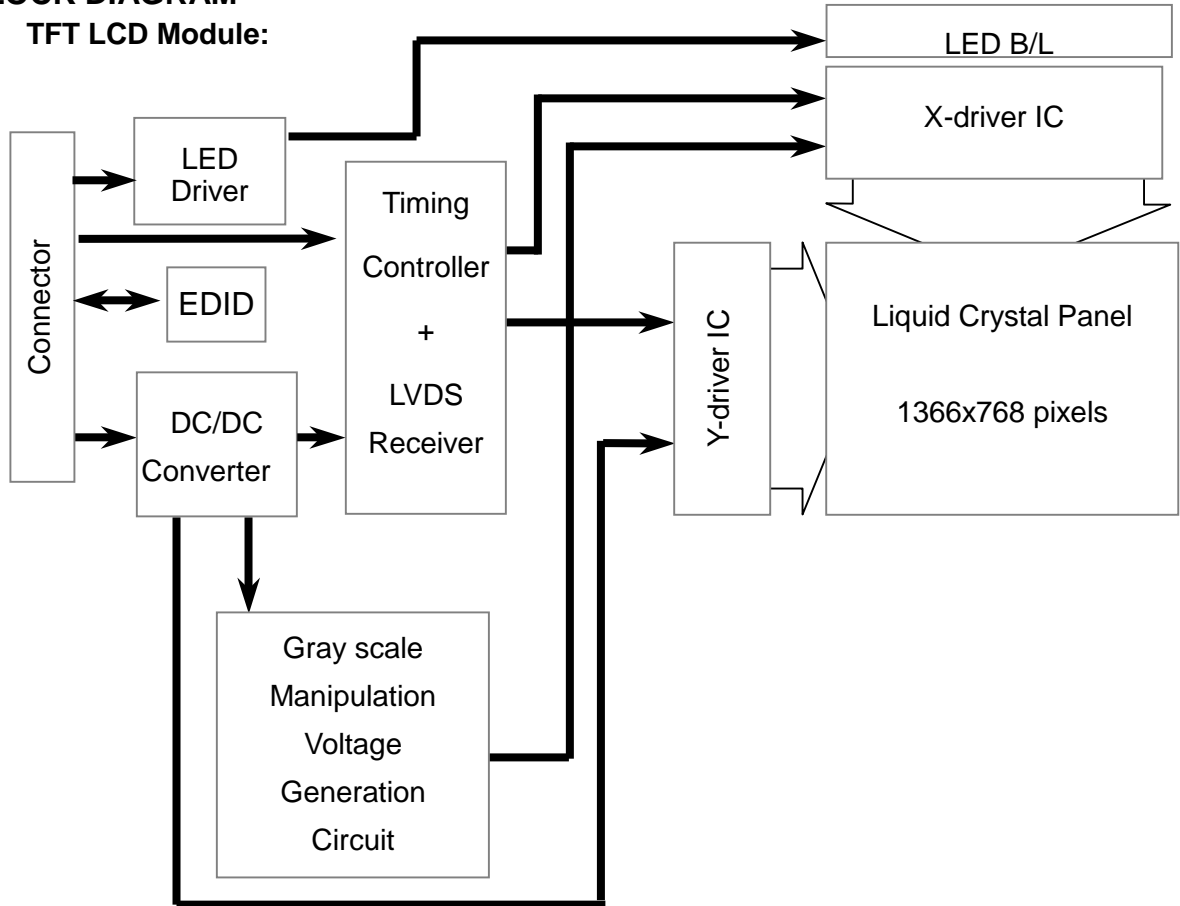 TFT LCD Module:
LED B/L
X-driver IC
LED
Driver
Timing
Controller
+
LVDS
Receiver
Connector
EDID
Y-driver IC
Liquid Crystal Panel
1366x768 pixels
DC/DC
Converter
Gray scale
Manipulation
Voltage
Generation
Circuit